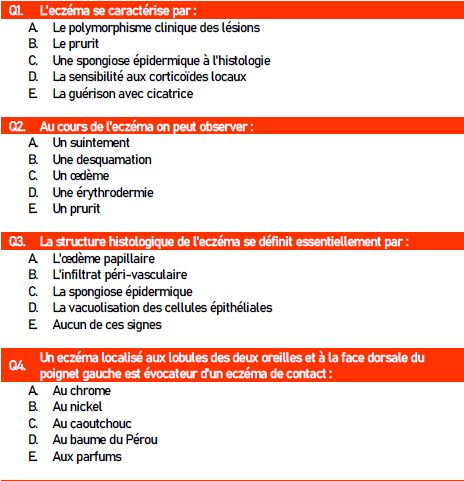 Q1. L'eczéma se caractérise par :
A. Le polymorphisme clinique des lésions
B. Le prurit
C. Une spongiose épidermique à l'histologie
D. La sensibilité aux corticoïdes locaux
E. La guérison avec cicatrice
Q2. Au cours de l'eczéma on peut observer :
A. Un suintement
B. Une desquamation
C. Un œdème
D. Une érythrodermie
E. Un prurit
Q3. La structure histologique de l'eczéma se définit essentiellement par :
A. L'œdème papillaire
B. L'infiltrat péri-vasculaire
C. La spongiose épidermique
D. La vacuolisation des cellules épithéliales
E. Aucun de ces signes
Q4. Un eczéma localisé aux lobules des deux oreilles et à la face dorsale du
poignet gauche est évocateur d'un eczéma de contact :
A. Au chrome
B. Au nickel
C. Au caoutchouc
D. Au baume du Pérou
E. Aux parfums